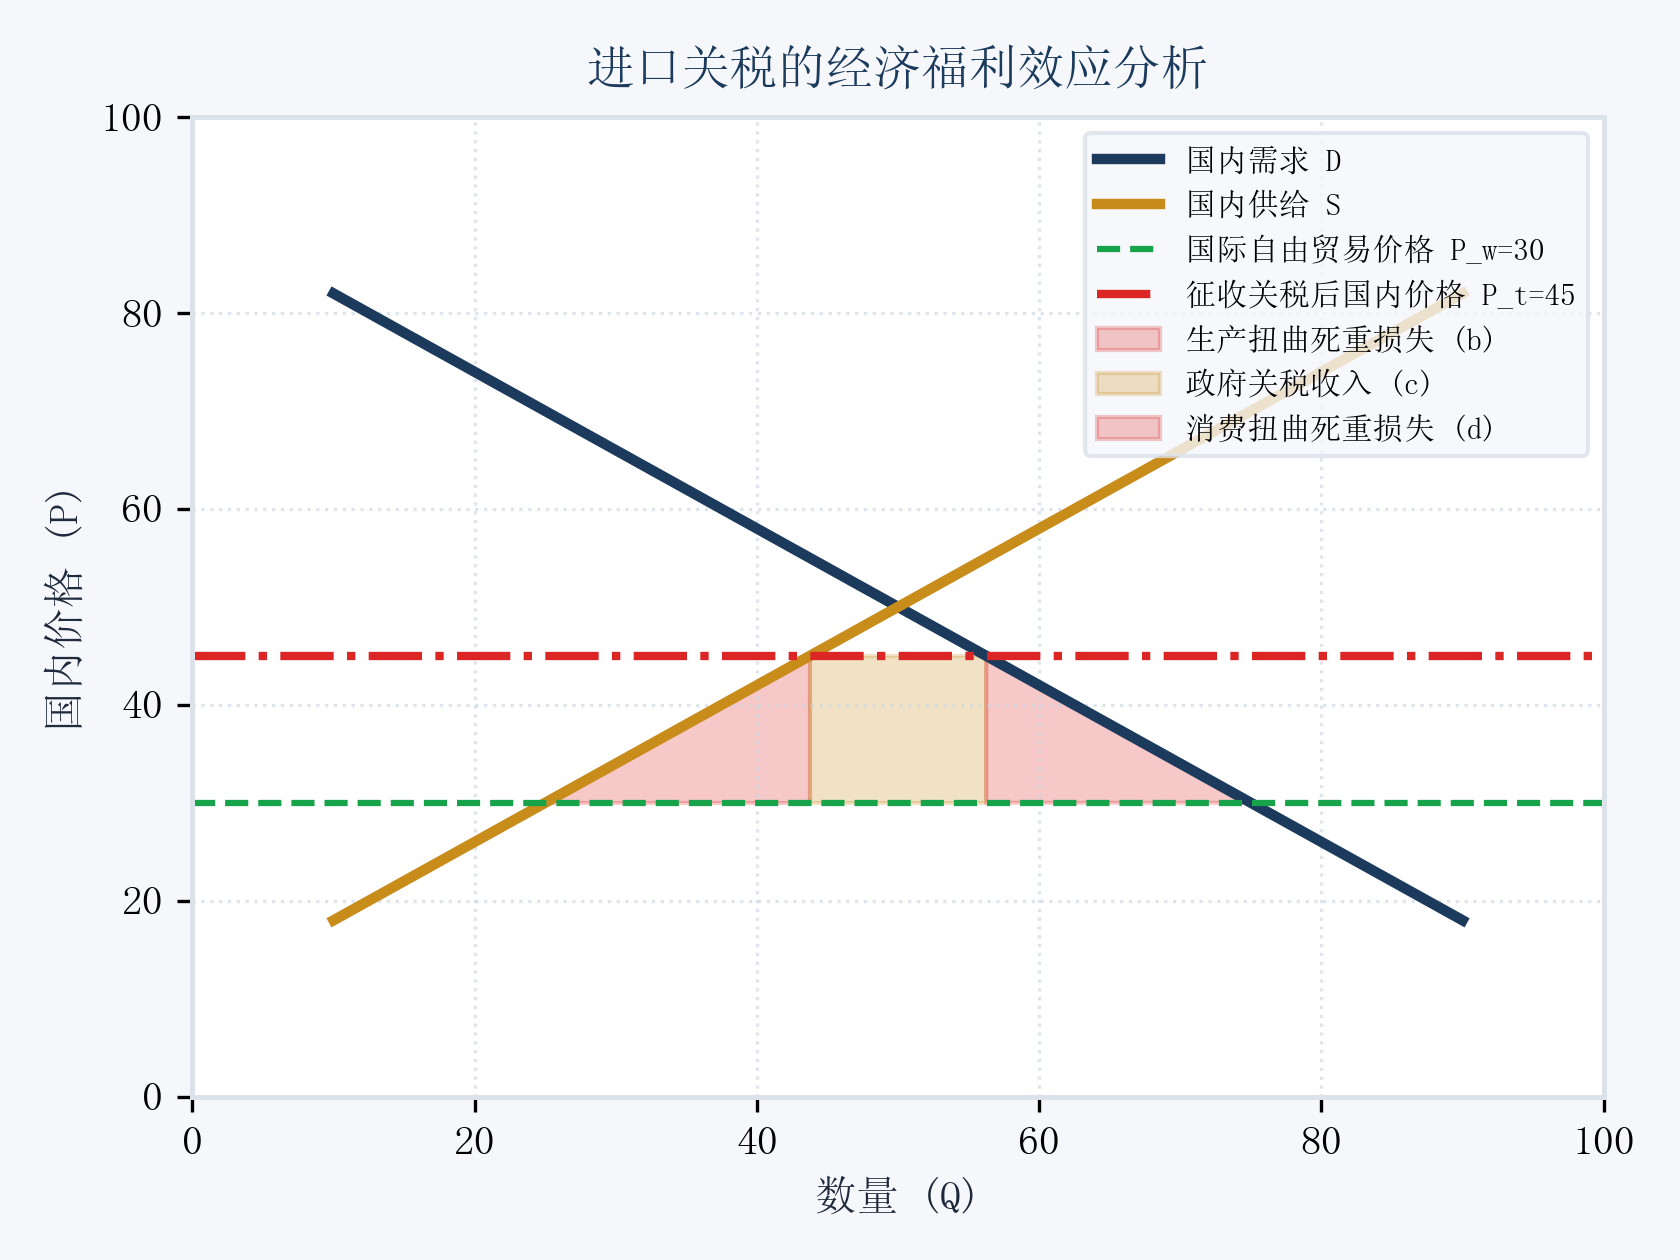 进口关税的经济福利效应分析
国内需求 D
国内供给 S
国际自由贸易价格 P_w=30
征收关税后国内价格 P_t=45
生产扭曲死重损失 (b)
政府关税收入 (c)
消费扭曲死重损失 (d)
国内价格 (P)
100
80
60
40
20
0
0 20 40 60 80 100
数量 (Q)